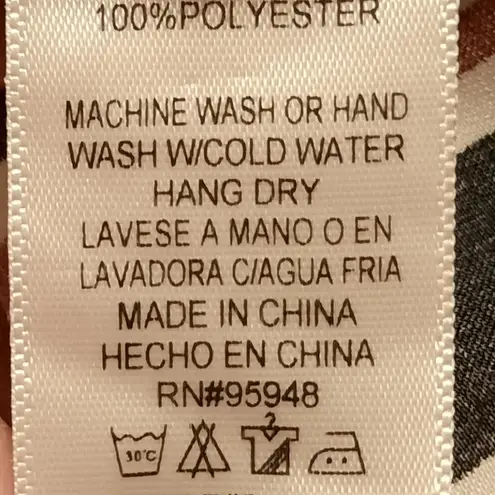 100%POLYESTER
MACHINE WASH OR HAND
WASH W/COLD WATER
HANG DRY
LAVESE A MANO O EN
LAVADORA C/AGUA FRIA
MADE IN CHINA
HECHO EN CHINA
RN#95948
30°C